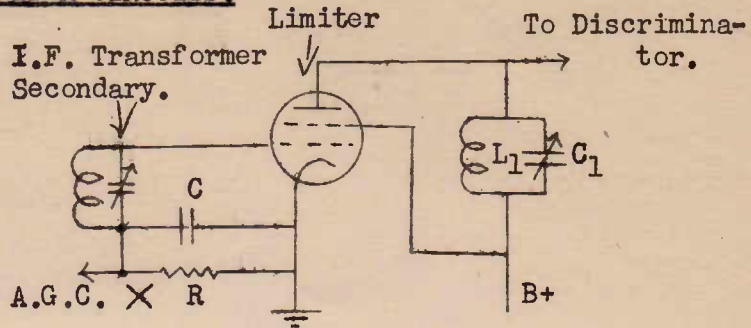 Limiter
To Discrimina-
tor.
I.F. Transformer
Secondary.
C
L1
C1
A.G.C. X R
B+